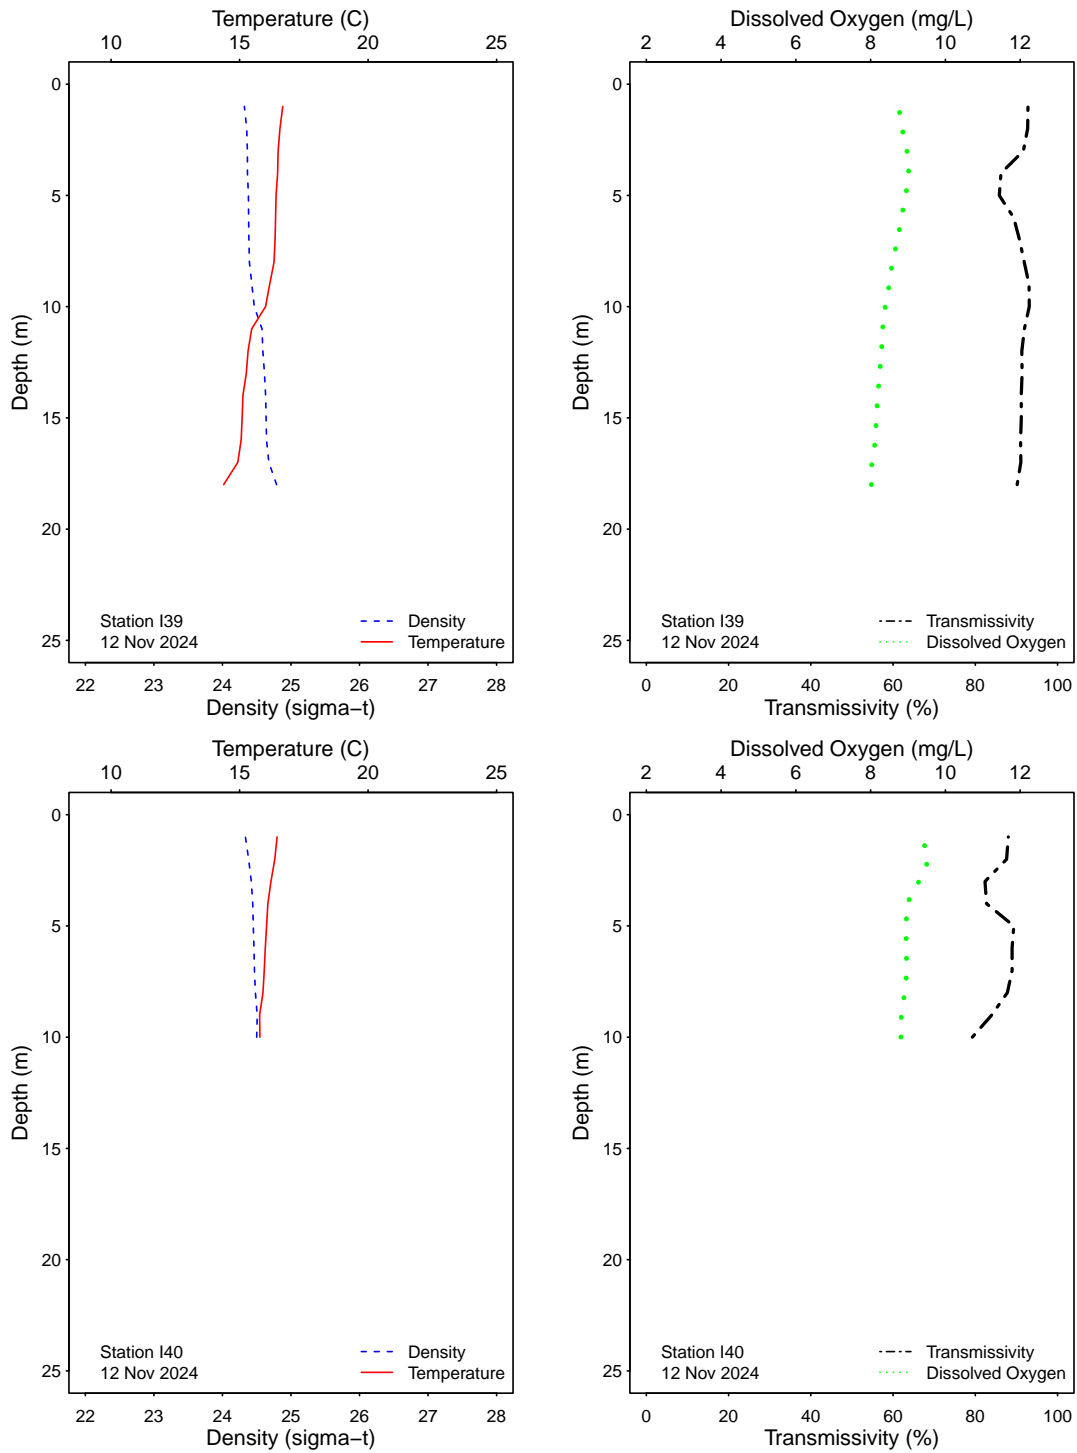 Temperature (C)
10 15 20 25
0
5
10
15
20
25
Depth (m)
Station I39
12 Nov 2024
Density
Temperature
22 23 24 25 26 27 28
Density (sigma−t)
Dissolved Oxygen (mg/L)
2 4 6 8 10 12
0
5
10
15
20
25
Depth (m)
Station I39
12 Nov 2024
Transmissivity
Dissolved Oxygen
0 20 40 60 80 100
Transmissivity (%)
Temperature (C)
10 15 20 25
0
5
10
15
20
25
Depth (m)
Station I40
12 Nov 2024
Density
Temperature
22 23 24 25 26 27 28
Density (sigma−t)
Dissolved Oxygen (mg/L)
2 4 6 8 10 12
0
5
10
15
20
25
Depth (m)
Station I40
12 Nov 2024
Transmissivity
Dissolved Oxygen
0 20 40 60 80 100
Transmissivity (%)